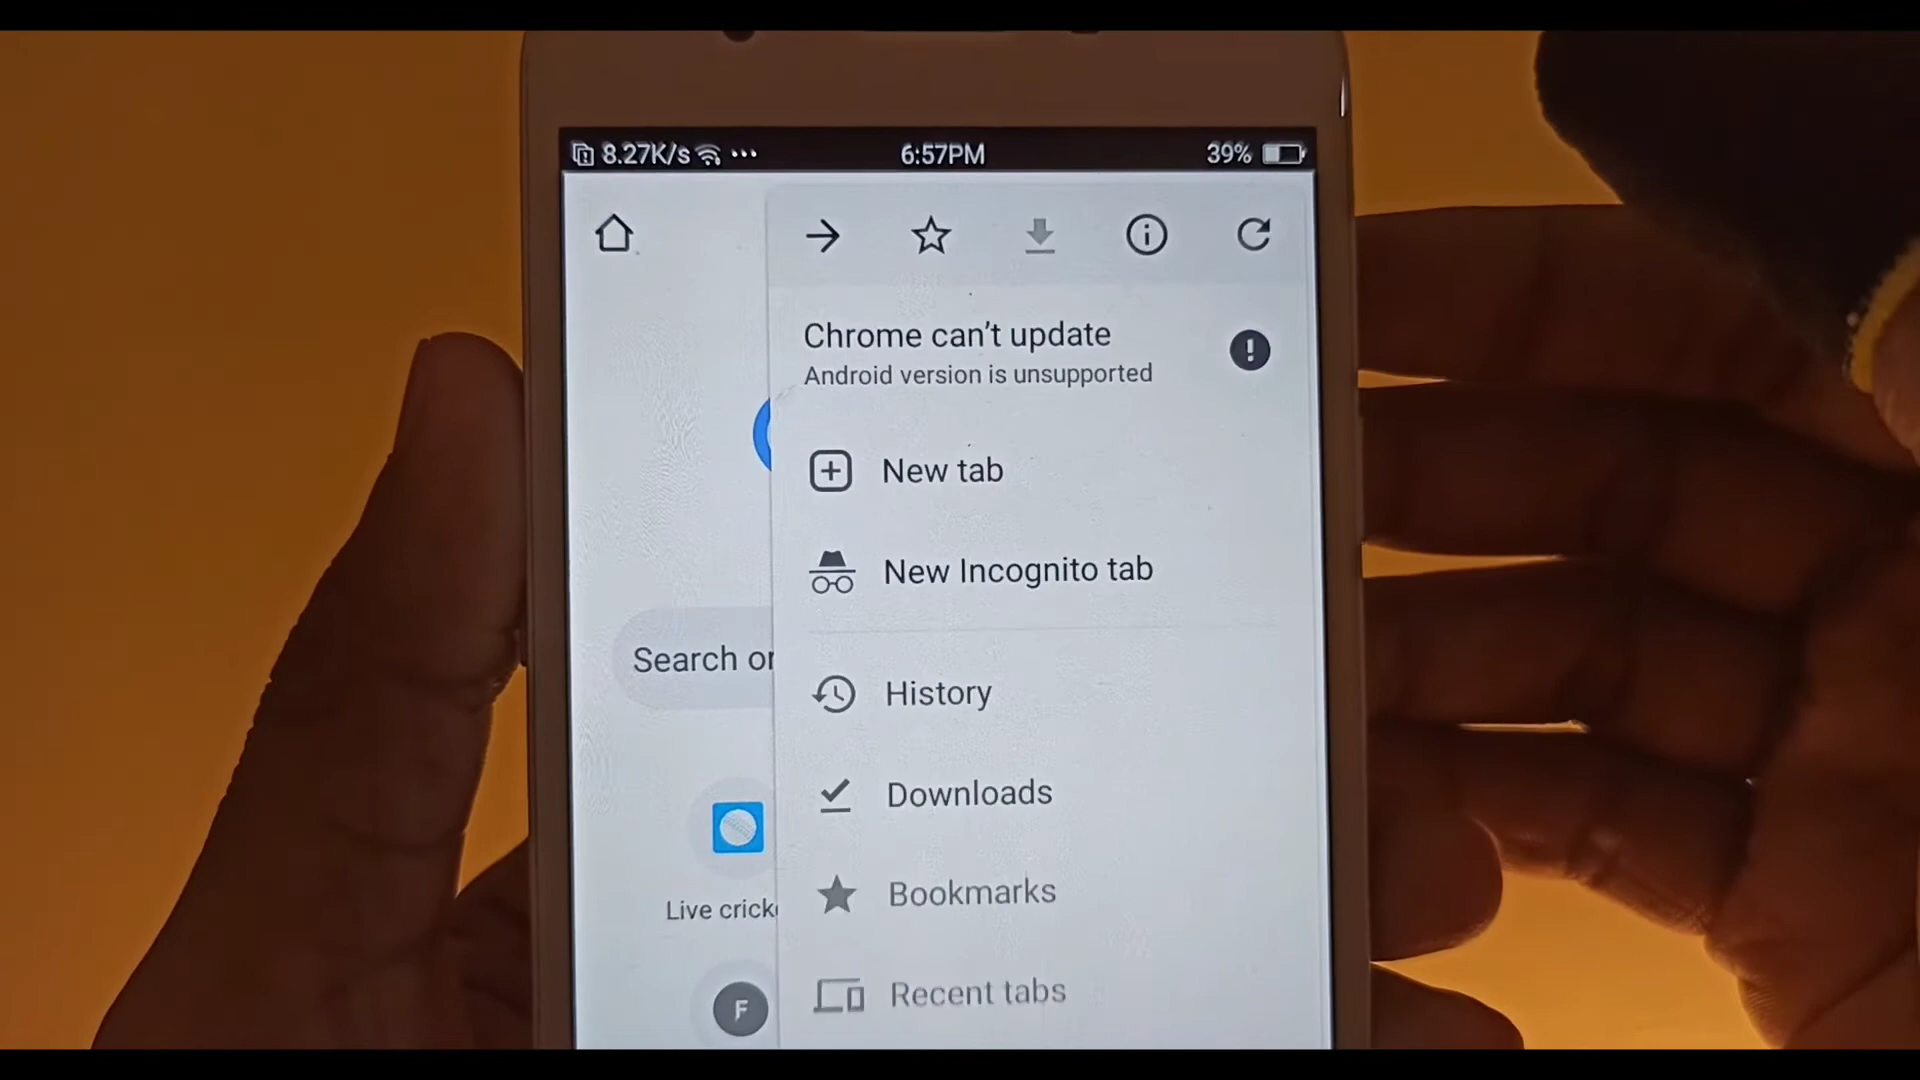 8.27K/s ... 6:57PM 39%
Chrome can’t update
Android version is unsupported
New tab
New Incognito tab
Search or
History
Downloads
Live cricke
Bookmarks
F
Recent tabs